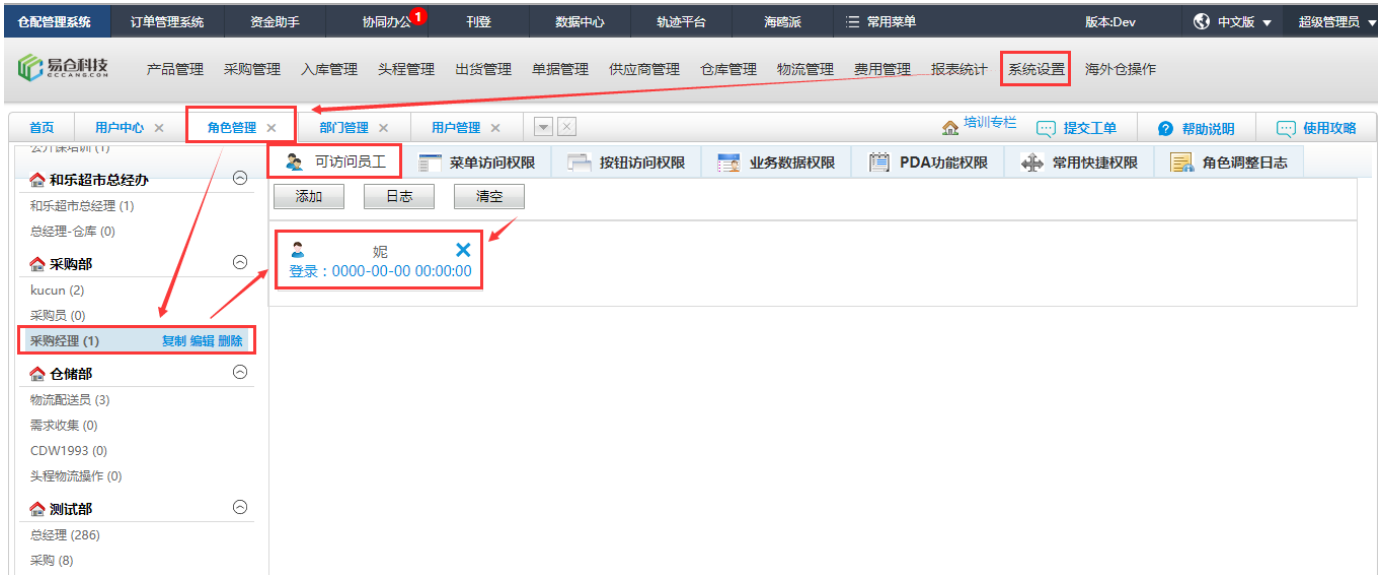 仓配管理系统 订单管理系统 资金助手 协同办公 1 刊登 数据中心 轨迹平台 海鸥派 常用菜单 版本:Dev 中文版 超级管理员
易仓科技 产品管理 采购管理 入库管理 头程管理 出货管理 单据管理 供应商管理 仓库管理 物流管理 费用管理 报表统计 系统设置 海外仓操作
ECCANG.COM
首页 用户中心 角色管理 部门管理 用户管理 培训专栏 提交工单 帮助说明 使用攻略
公开课培训 (1)
可访问员工 菜单访问权限 按钮访问权限 业务数据权限 PDA功能权限 常用快捷权限 角色调整日志
和乐超市总经办
添加 日志 清空
和乐超市总经理 (1)
总经理-仓库 (0)
妮
登录：0000-00-00 00:00:00
采购部
kucun (2)
采购员 (0)
采购经理 (1) 复制 编辑 删除
仓储部
物流配送员 (3)
需求收集 (0)
CDW1993 (0)
头程物流操作 (0)
测试部
总经理 (286)
采购 (8)